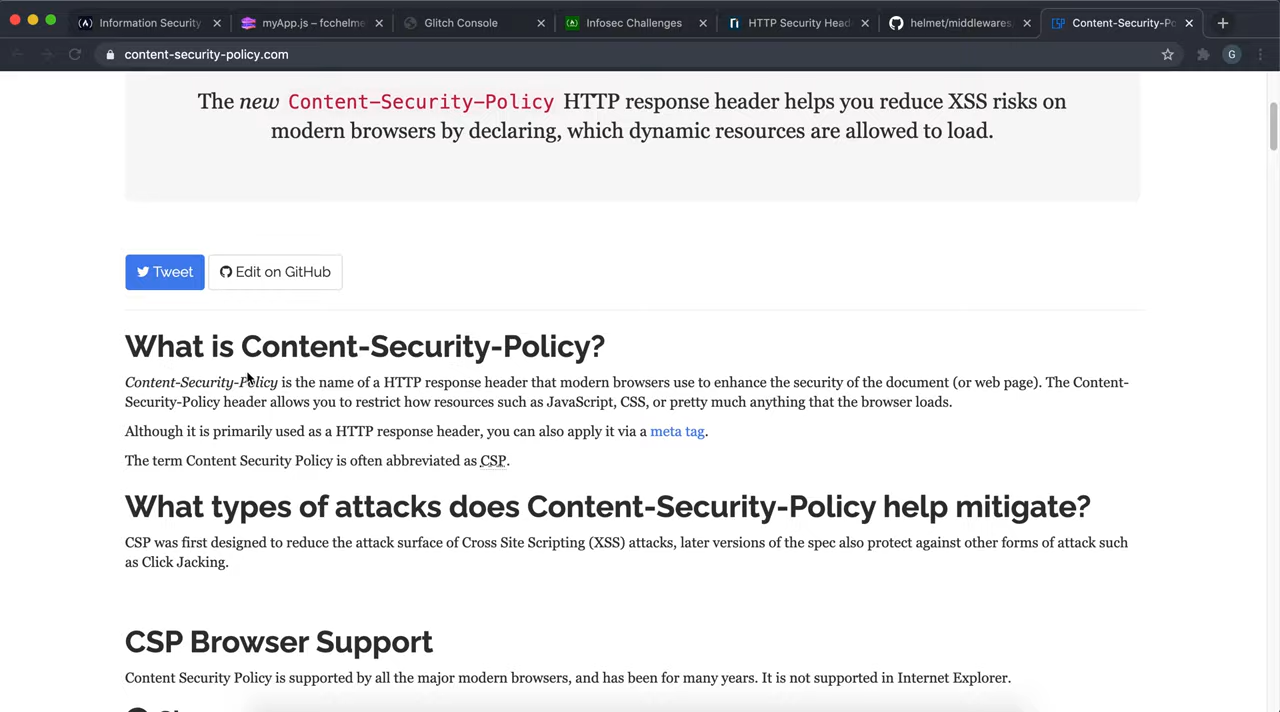 Information Security
myApp.js – fcchelme
Glitch Console
Infosec Challenges
HTTP Security Head
helmet/middlewares
Content-Security-Po
content-security-policy.com
G
The new Content-Security-Policy HTTP response header helps you reduce XSS risks on
modern browsers by declaring, which dynamic resources are allowed to load.
Tweet
Edit on GitHub
What is Content-Security-Policy?
Content-Security-Policy is the name of a HTTP response header that modern browsers use to enhance the security of the document (or web page). The Content-
Security-Policy header allows you to restrict how resources such as JavaScript, CSS, or pretty much anything that the browser loads.
Although it is primarily used as a HTTP response header, you can also apply it via a meta tag.
The term Content Security Policy is often abbreviated as CSP.
What types of attacks does Content-Security-Policy help mitigate?
CSP was first designed to reduce the attack surface of Cross Site Scripting (XSS) attacks, later versions of the spec also protect against other forms of attack such
as Click Jacking.
CSP Browser Support
Content Security Policy is supported by all the major modern browsers, and has been for many years. It is not supported in Internet Explorer.